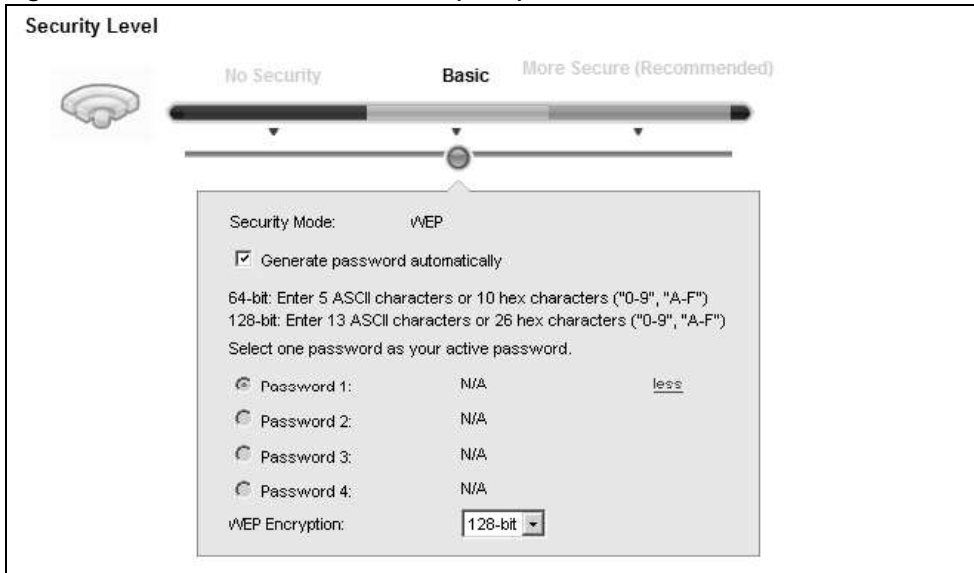 Security Level
No Security Basic More Secure (Recommended)
Security Mode: WEP
Generate password automatically
64-bit: Enter 5 ASCII characters or 10 hex characters ("0-9", "A-F")
128-bit: Enter 13 ASCII characters or 26 hex characters ("0-9", "A-F")
Select one password as your active password.
Password 1: N/A less
Password 2: N/A
Password 3: N/A
Password 4: N/A
WEP Encryption: 128-bit